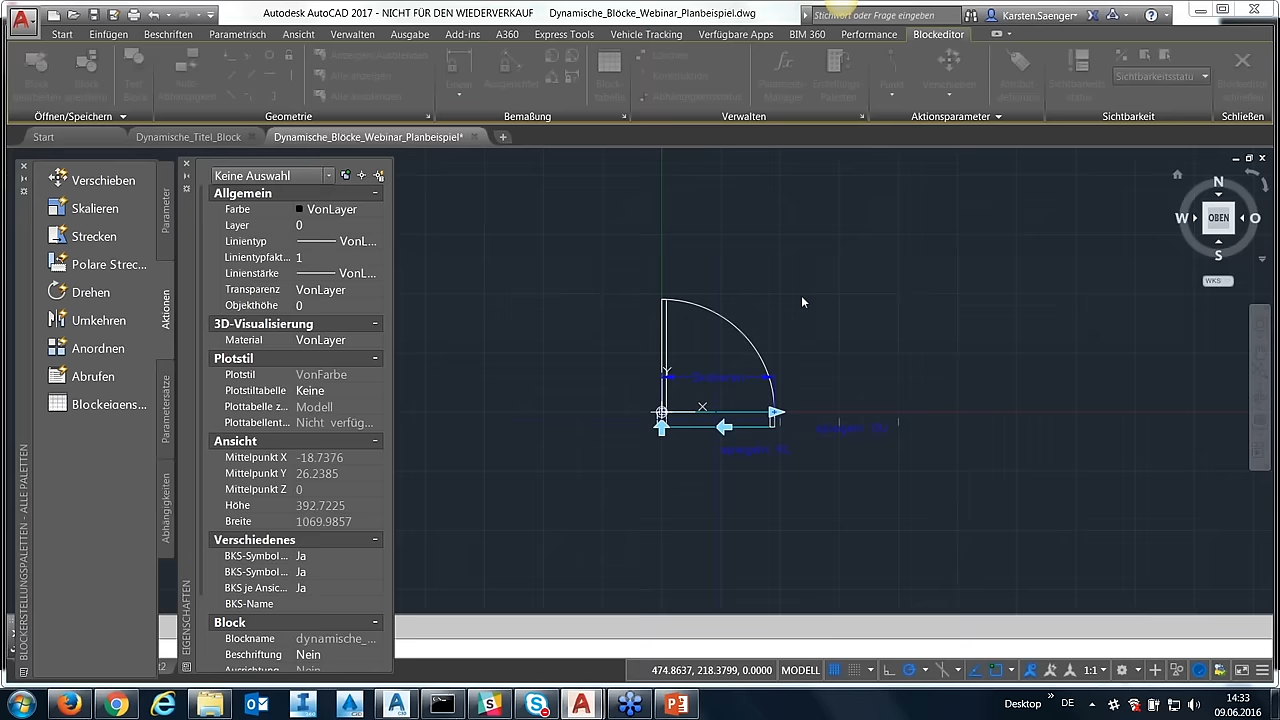 Autodesk AutoCAD 2017 - NICHT FÜR DEN WIEDERVERKAUF Dynamische_Blöcke_Webinar_Planbeispiel.dwg
Stichwort oder Frage eingeben
Karsten.Saenger
Start Einfügen Beschriften Parametrisch Ansicht Verwalten Ausgabe Add-ins A360 Express Tools Vehicle Tracking Verfügbare Apps BIM 360 Performance Blockeditor
Alle anzeigen
Sichtbarkeitsstatu
Öffnen/Speichern Geometrie Bemaßung Verwalten Aktionsparameter Sichtbarkeit Schließen
Start Dynamische_Titel_Block Dynamische_Blöcke_Webinar_Planbeispiel*
Verschieben
Skalieren
Strecken
Polare Strec...
Drehen
Umkehren
Anordnen
Abrufen
Blockeigens...
Parameter
Aktionen
Parametersätze
Abhängigkeiten
BLOCKERSTELLUNGSPALETTEN - ALLE PALETTEN
EIGENSCHAFTEN
Keine Auswahl
Allgemein
Farbe VonLayer
Layer 0
Linientyp VonL...
Linientypfakt... 1
Linienstärke VonL...
Transparenz VonLayer
Objekthöhe 0
3D-Visualisierung
Material VonLayer
Plotstil
Plotstil VonFarbe
Plotstiltabelle Keine
Plottabelle z... Modell
Plottabellent... Nicht verfüg...
Ansicht
Mittelpunkt X -18.7376
Mittelpunkt Y 26.2385
Mittelpunkt Z 0
Höhe 392.7225
Breite 1069.9857
Verschiedenes
BKS-Symbol ... Ja
BKS-Symbol ... Ja
BKS je Ansic... Ja
BKS-Name
Block
Blockname dynamische_...
Beschriftung Nein
N
W OBEN O
S
WKS
Y
X
474.8637, 218.3799, 0.0000 MODELL 1:1
Desktop DE 14:33
09.06.2016